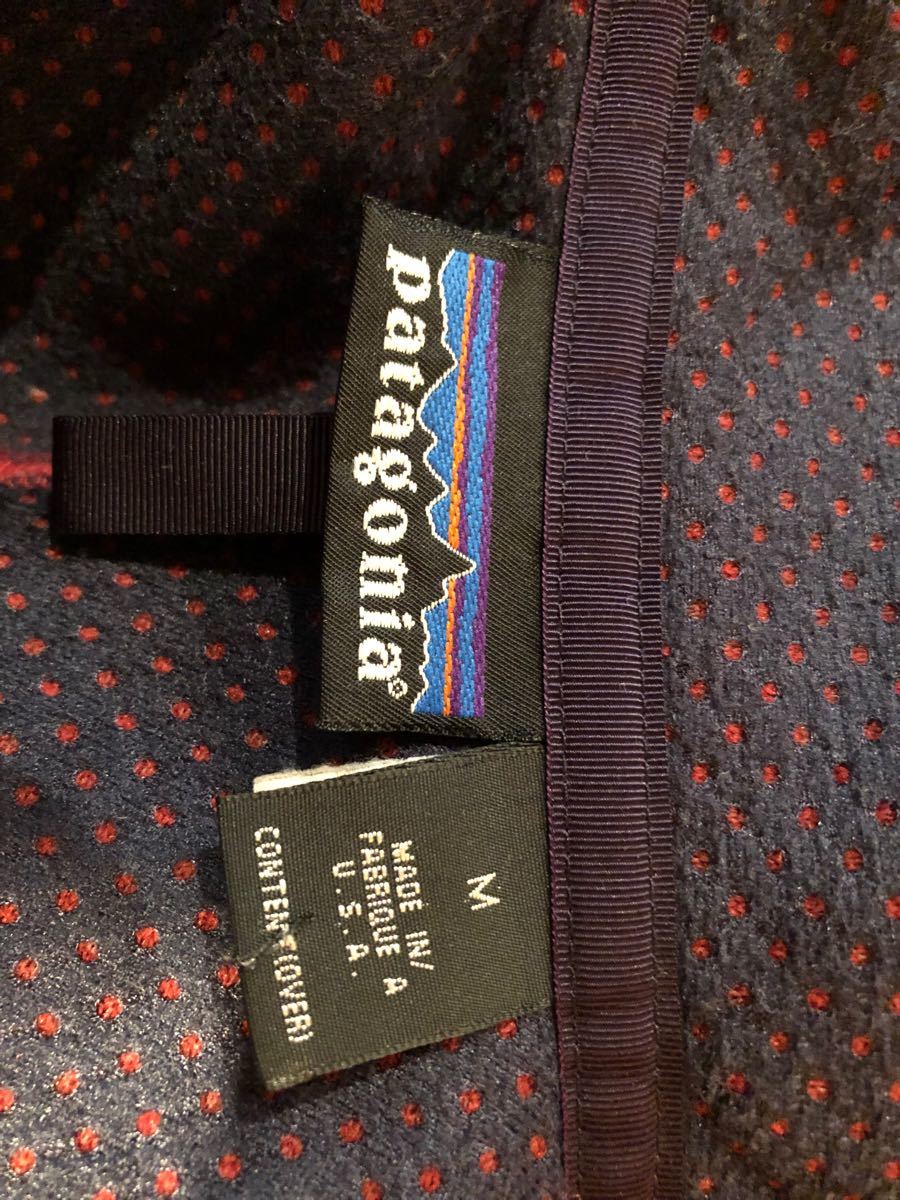 patagonia®
M
MADE IN/
FABRIQUE A
U.S.A.
CONTENT(OVER)